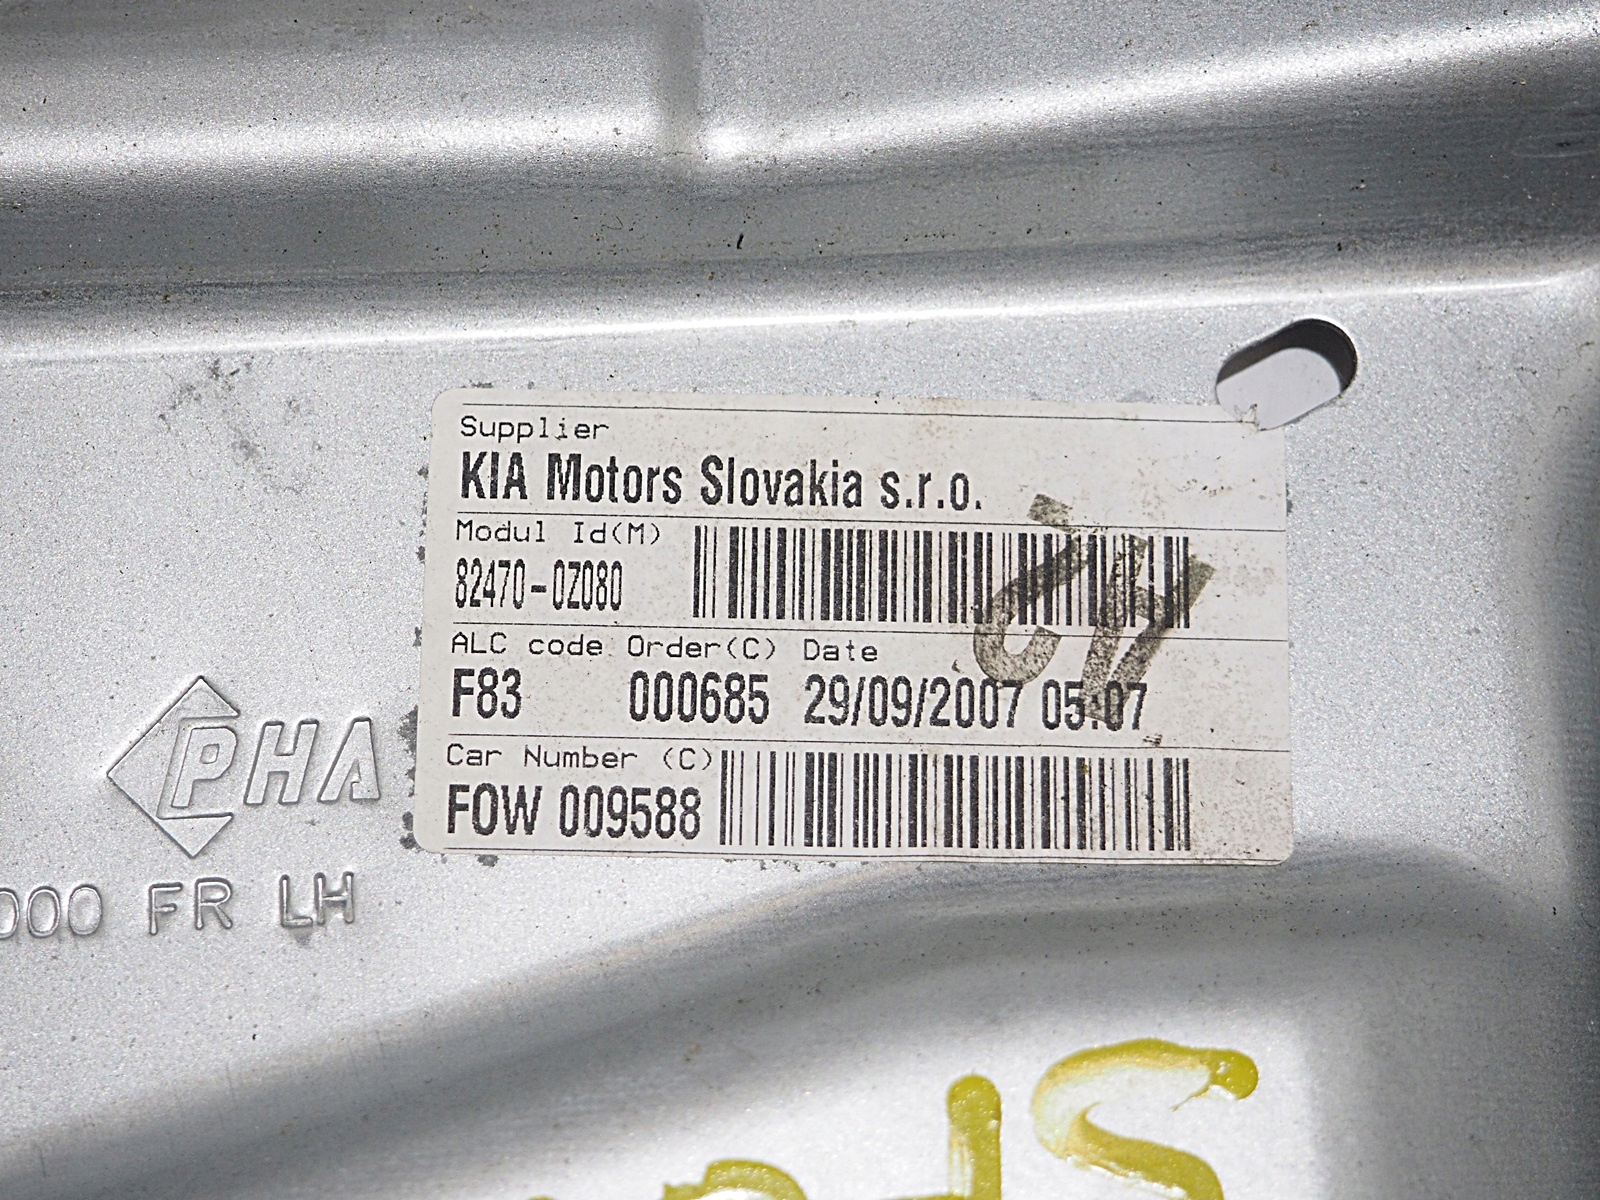 Supplier
KIA Motors Slovakia s.r.o.
Modul Id(M)
82470-0Z080
ALC code Order(C) Date
F83 000685 29/09/2007 05:07
Car Number (C)
FOW 009588
PHA
000 FR LH